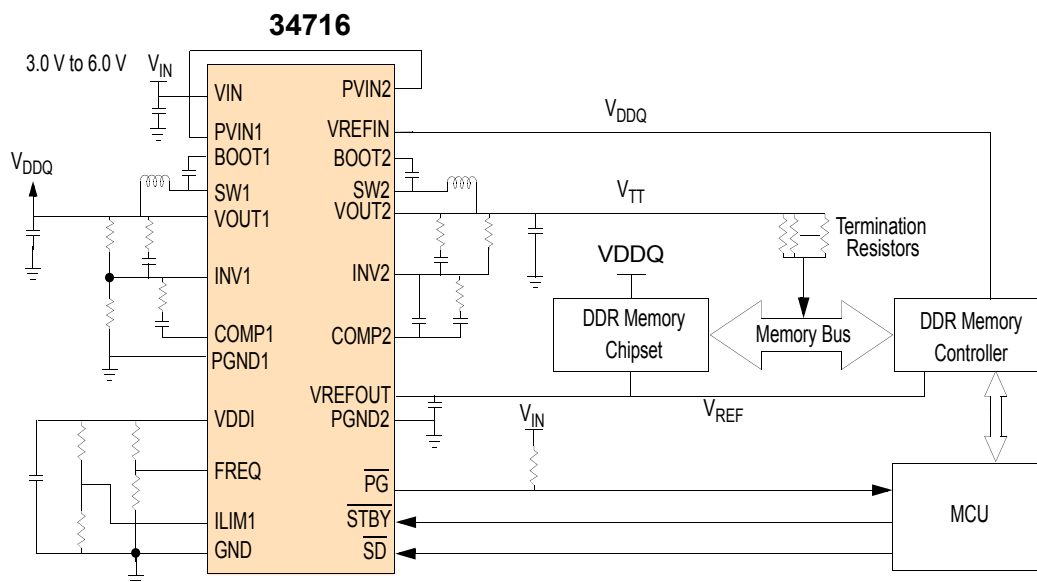 34716
3.0 V to 6.0 V
VIN
VIN
PVIN1
BOOT1
SW1
VOUT1
INV1
COMP1
PGND1
VDDI
FREQ
ILIM1
GND
VDDQ
PVIN2
VREFIN
BOOT2
SW2
VOUT2
INV2
COMP2
VREFOUT
PGND2
PG
STBY
SD
VDDQ
VTT
Termination
Resistors
VDDQ
DDR Memory
Chipset
Memory Bus
DDR Memory
Controller
VREF
VIN
MCU